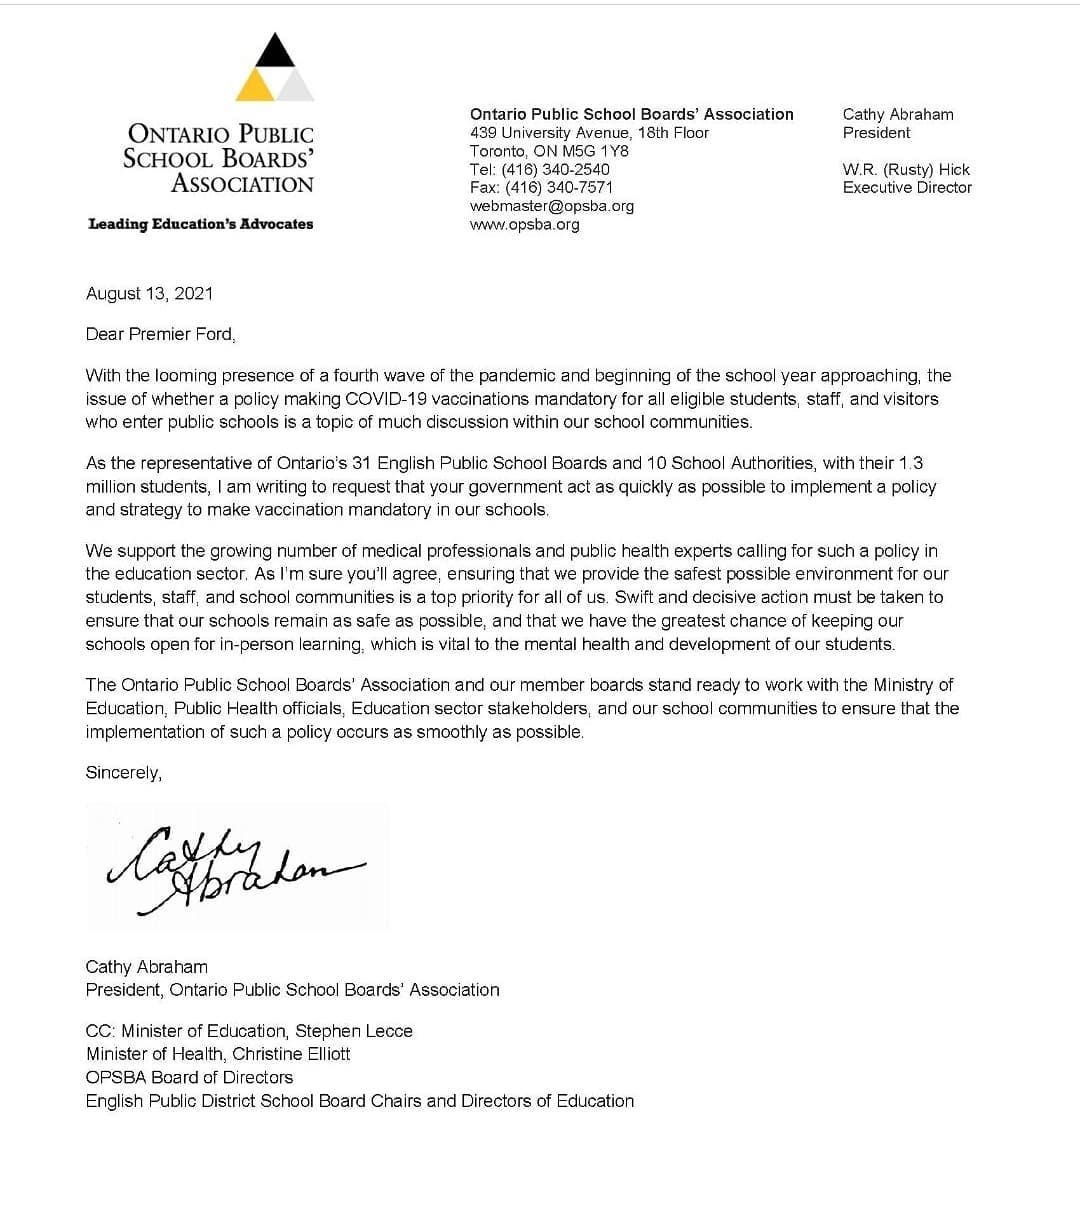 ONTARIO PUBLIC
SCHOOL BOARDS'
ASSOCIATION
Leading Education's Advocates
Ontario Public School Boards' Association
439 University Avenue, 18th Floor
Toronto, ON M5G 1Y8
Tel: (416) 340-2540
Fax: (416) 340-7571
webmaster@opsba.org
www.opsba.org
Cathy Abraham
President
W.R. (Rusty) Hick
Executive Director
August 13, 2021
Dear Premier Ford,
With the looming presence of a fourth wave of the pandemic and beginning of the school year approaching, the
issue of whether a policy making COVID-19 vaccinations mandatory for all eligible students, staff, and visitors
who enter public schools is a topic of much discussion within our school communities.
As the representative of Ontario's 31 English Public School Boards and 10 School Authorities, with their 1.3
million students, I am writing to request that your government act as quickly as possible to implement a policy
and strategy to make vaccination mandatory in our schools.
We support the growing number of medical professionals and public health experts calling for such a policy in
the education sector. As I'm sure you'll agree, ensuring that we provide the safest possible environment for our
students, staff, and school communities is a top priority for all of us. Swift and decisive action must be taken to
ensure that our schools remain as safe as possible, and that we have the greatest chance of keeping our
schools open for in-person learning, which is vital to the mental health and development of our students.
The Ontario Public School Boards' Association and our member boards stand ready to work with the Ministry of
Education, Public Health officials, Education sector stakeholders, and our school communities to ensure that the
implementation of such a policy occurs as smoothly as possible.
Sincerely,
Cathy
Abraham
Cathy Abraham
President, Ontario Public School Boards' Association
CC: Minister of Education, Stephen Lecce
Minister of Health, Christine Elliott
OPSBA Board of Directors
English Public District School Board Chairs and Directors of Education